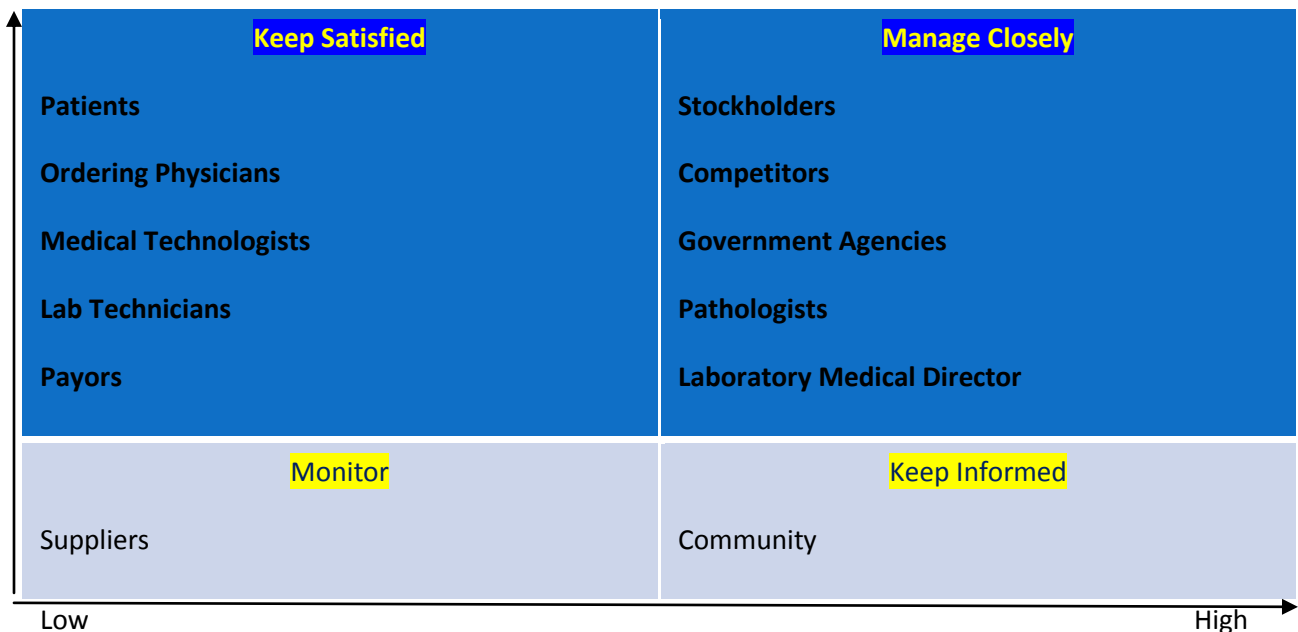 Keep Satisfied
Patients
Ordering Physicians
Medical Technologists
Lab Technicians
Payors
Manage Closely
Stockholders
Competitors
Government Agencies
Pathologists
Laboratory Medical Director
Monitor
Suppliers
Keep Informed
Community
Low
High